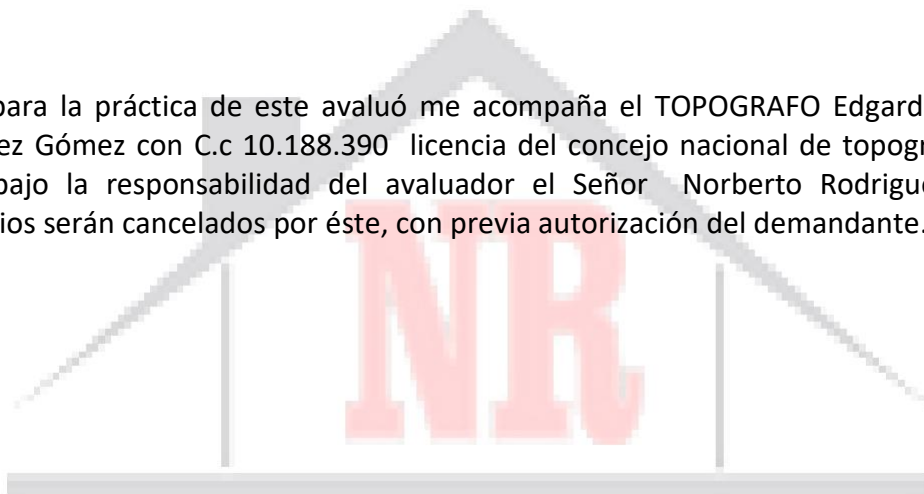 para la práctica de este avaluó me acompaña el TOPOGRAFO Edgard
ez Gómez con C.c 10.188.390 licencia del concejo nacional de topogr
bajo la responsabilidad del avaluador el Señor Norberto Rodrigu
ios serán cancelados por éste, con previa autorización del demandante.
NR